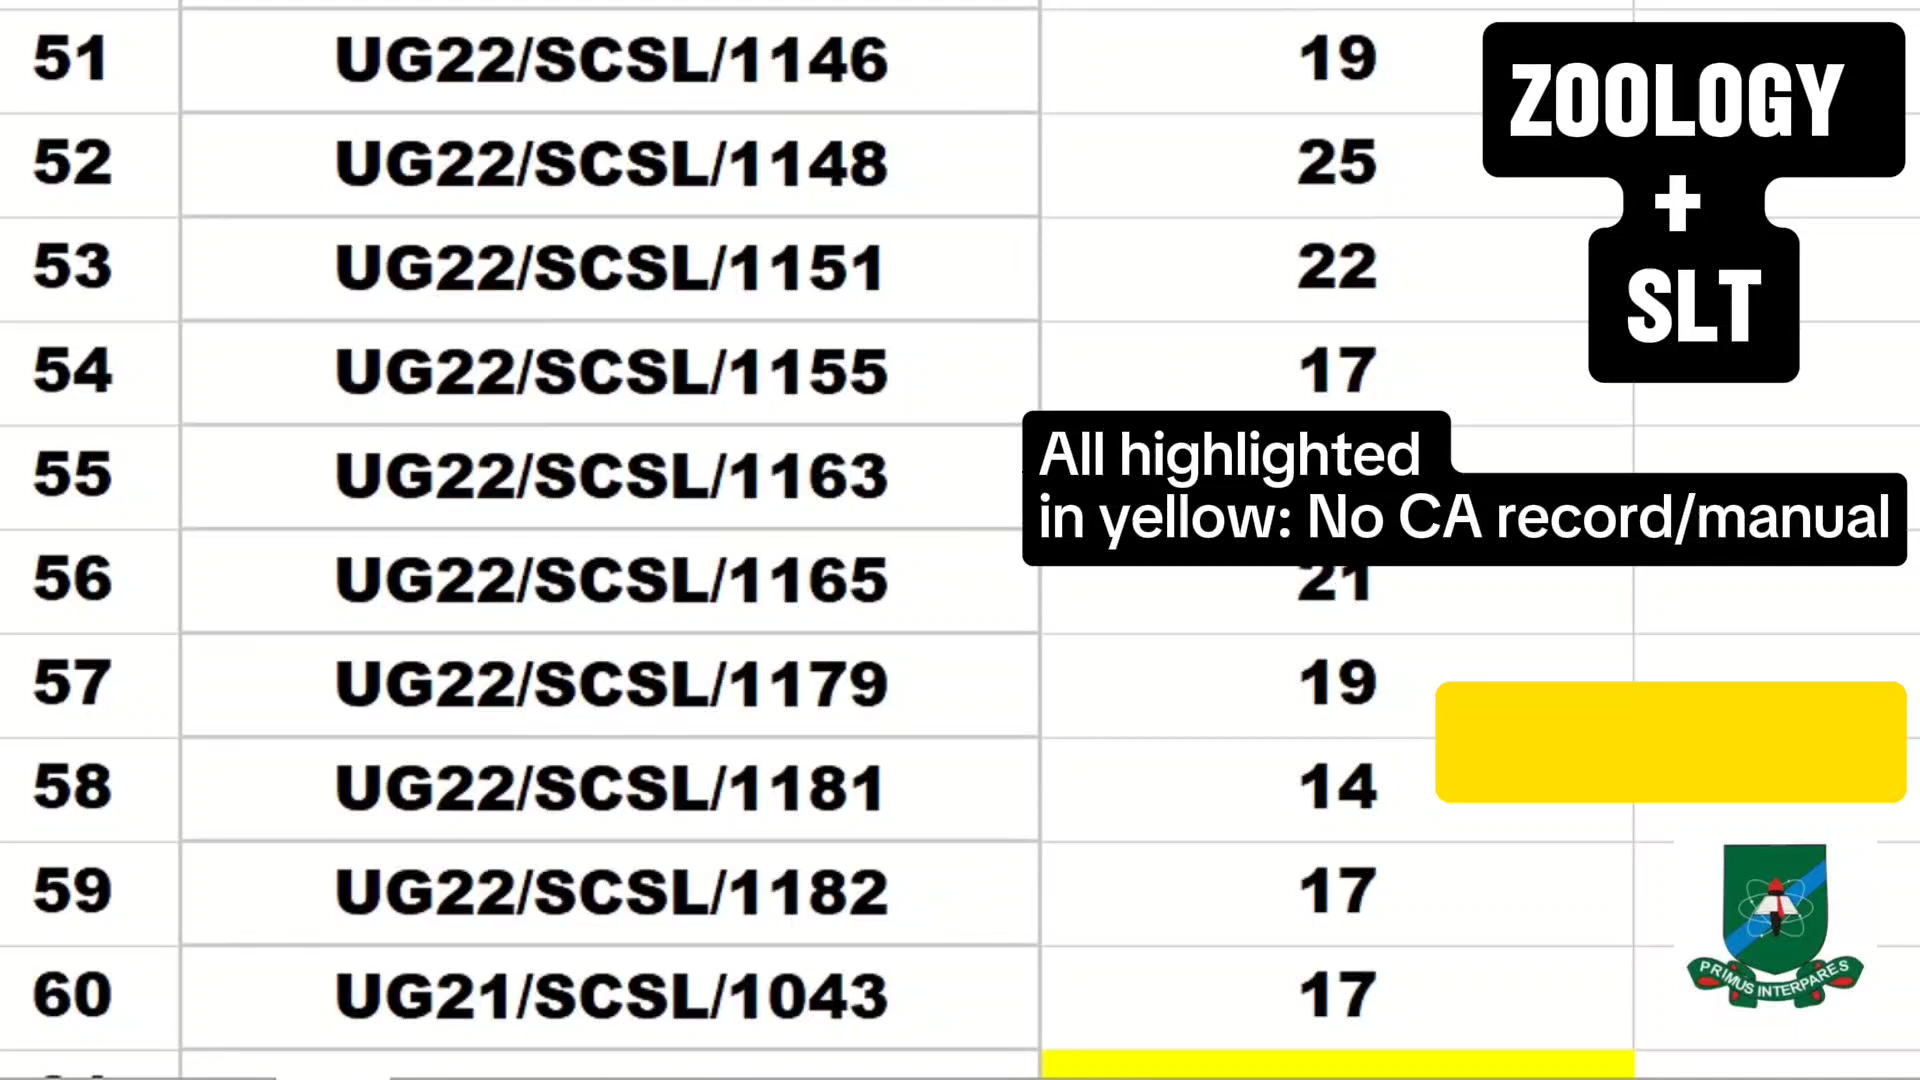 51 UG22/SCSL/1146 19
52 UG22/SCSL/1148 25
53 UG22/SCSL/1151 22
54 UG22/SCSL/1155 17
55 UG22/SCSL/1163
56 UG22/SCSL/1165 21
57 UG22/SCSL/1179 19
58 UG22/SCSL/1181 14
59 UG22/SCSL/1182 17
60 UG21/SCSL/1043 17
ZOOLOGY
+
SLT
All highlighted
in yellow: No CA record/manual
PRIMUS INTERPARES